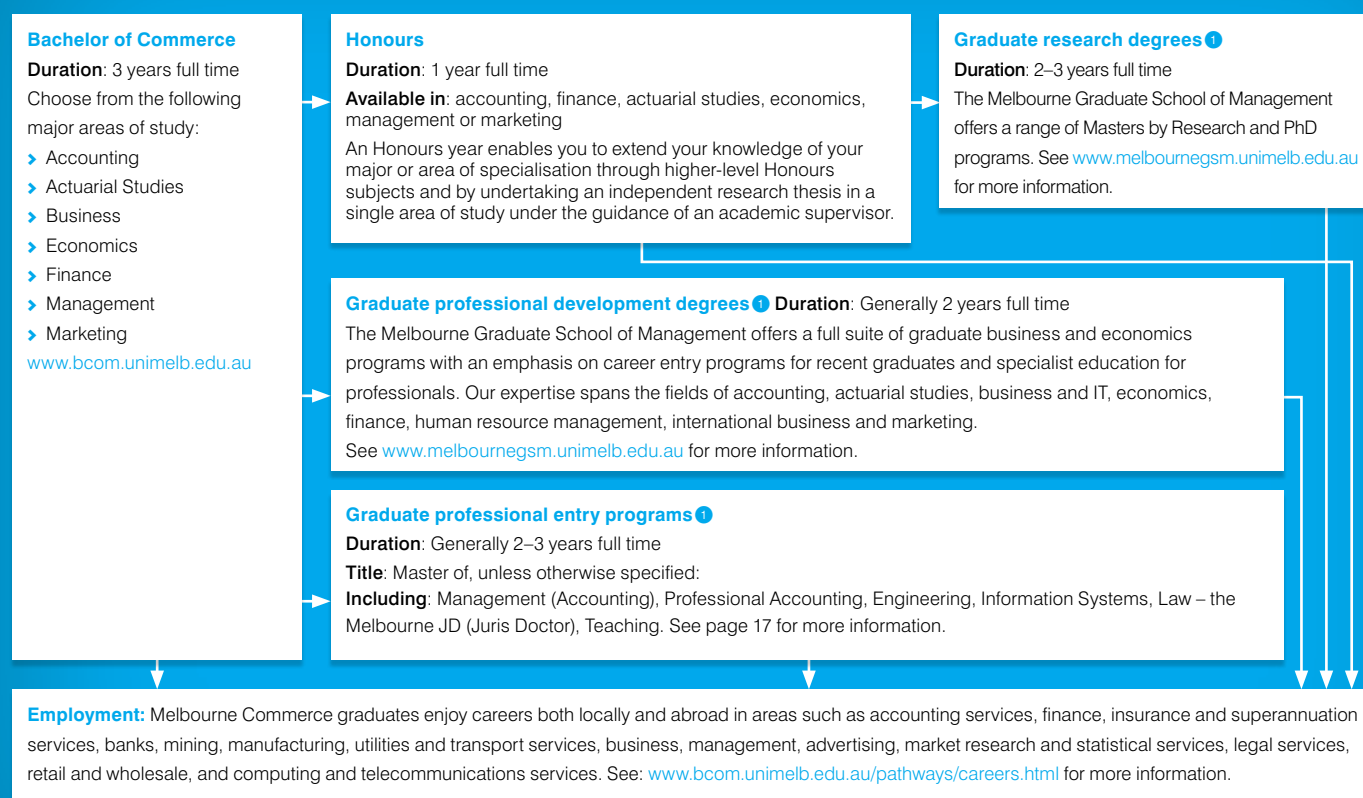 Bachelor of Commerce
Duration: 3 years full time
Choose from the following
major areas of study:
Accounting
Actuarial Studies
Business
Economics
Finance
Management
Marketing
www.bcom.unimelb.edu.au
Honours
Duration: 1 year full time
Available in: accounting, finance, actuarial studies, economics,
management or marketing
An Honours year enables you to extend your knowledge of your
major or area of specialisation through higher-level Honours
subjects and by undertaking an independent research thesis in a
single area of study under the guidance of an academic supervisor.
Graduate research degrees 1
Duration: 2–3 years full time
The Melbourne Graduate School of Management
offers a range of Masters by Research and PhD
programs. See www.melbournegsm.unimelb.edu.au
for more information.
Graduate professional development degrees 1 Duration: Generally 2 years full time
The Melbourne Graduate School of Management offers a full suite of graduate business and economics
programs with an emphasis on career entry programs for recent graduates and specialist education for
professionals. Our expertise spans the fields of accounting, actuarial studies, business and IT, economics,
finance, human resource management, international business and marketing.
See www.melbournegsm.unimelb.edu.au for more information.
Graduate professional entry programs 1
Duration: Generally 2–3 years full time
Title: Master of, unless otherwise specified:
Including: Management (Accounting), Professional Accounting, Engineering, Information Systems, Law – the
Melbourne JD (Juris Doctor), Teaching. See page 17 for more information.
Employment: Melbourne Commerce graduates enjoy careers both locally and abroad in areas such as accounting services, finance, insurance and superannuation
services, banks, mining, manufacturing, utilities and transport services, business, management, advertising, market research and statistical services, legal services,
retail and wholesale, and computing and telecommunications services. See: www.bcom.unimelb.edu.au/pathways/careers.html for more information.